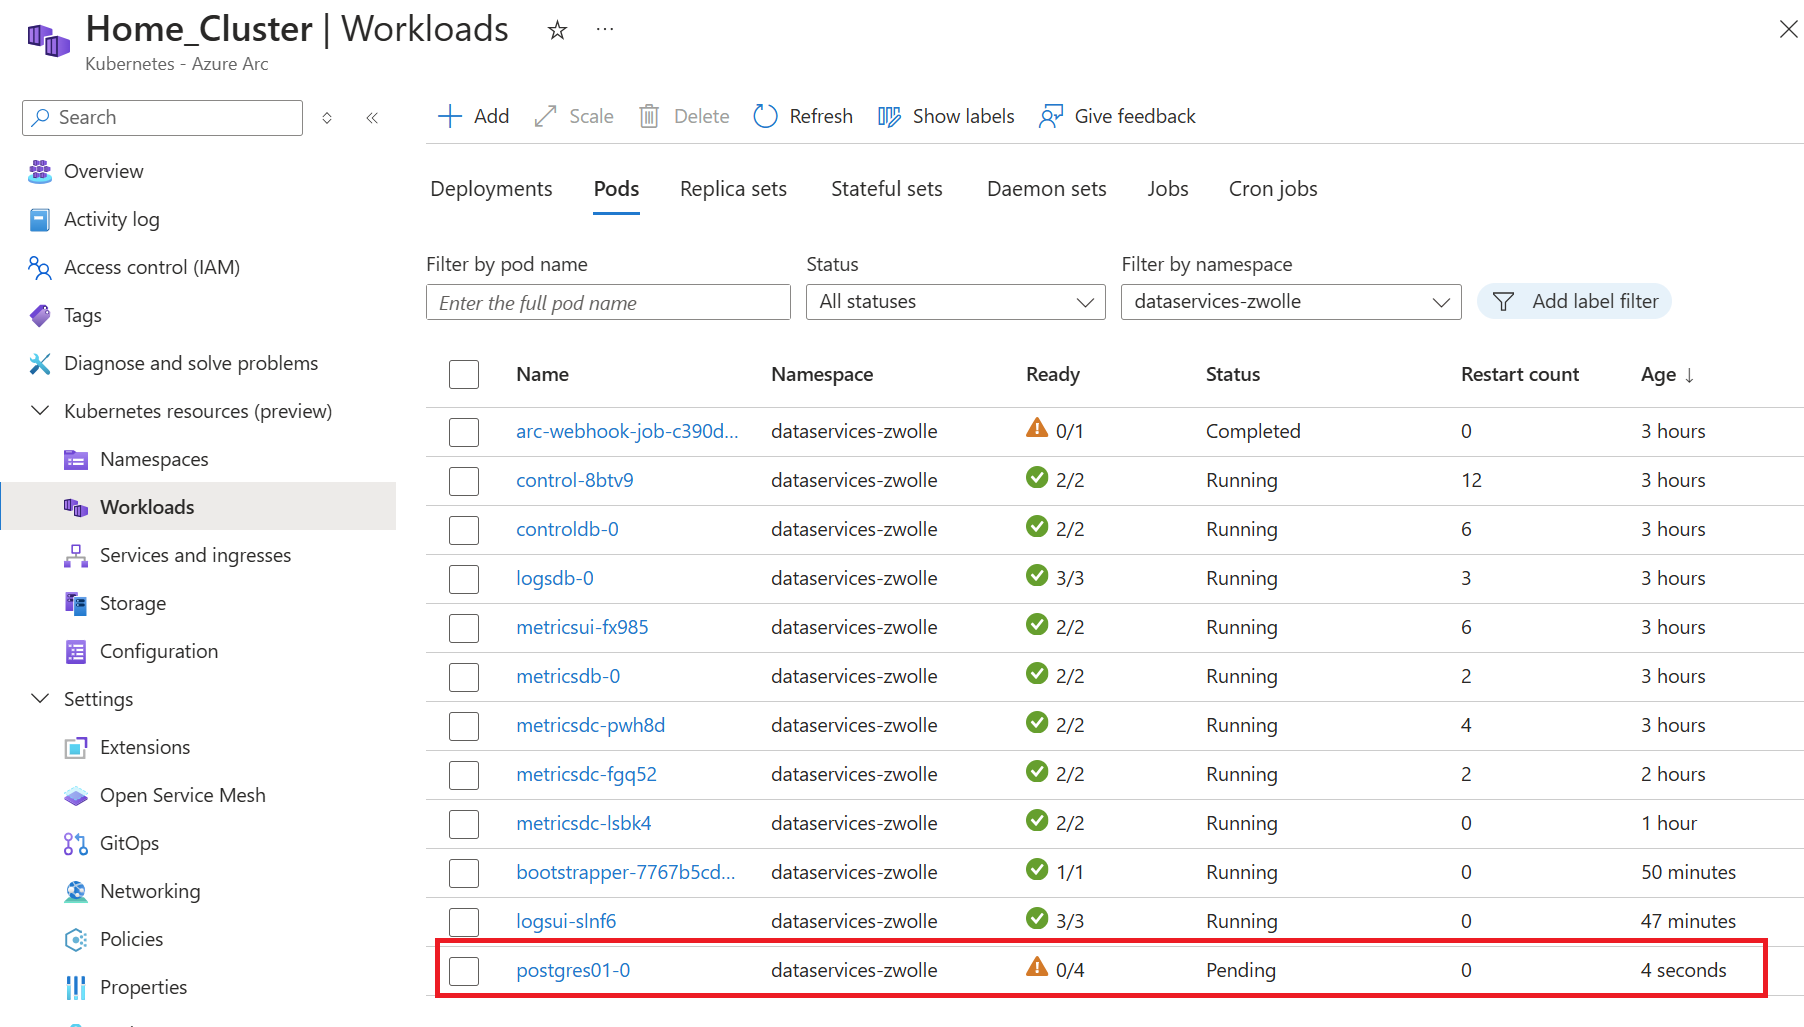 Home_Cluster | Workloads
Kubernetes - Azure Arc
Search
Overview
Activity log
Access control (IAM)
Tags
Diagnose and solve problems
Kubernetes resources (preview)
Namespaces
Workloads
Services and ingresses
Storage
Configuration
Settings
Extensions
Open Service Mesh
GitOps
Networking
Policies
Properties
Add Scale Delete Refresh Show labels Give feedback
Deployments Pods Replica sets Stateful sets Daemon sets Jobs Cron jobs
Filter by pod name Status Filter by namespace
Enter the full pod name All statuses dataservices-zwolle Add label filter
Name Namespace Ready Status Restart count Age ↓
arc-webhook-job-c390d... dataservices-zwolle 0/1 Completed 0 3 hours
control-8btv9 dataservices-zwolle 2/2 Running 12 3 hours
controldb-0 dataservices-zwolle 2/2 Running 6 3 hours
logsdb-0 dataservices-zwolle 3/3 Running 3 3 hours
metricsui-fx985 dataservices-zwolle 2/2 Running 6 3 hours
metricsdb-0 dataservices-zwolle 2/2 Running 2 3 hours
metricsdc-pwh8d dataservices-zwolle 2/2 Running 4 3 hours
metricsdc-fgq52 dataservices-zwolle 2/2 Running 2 2 hours
metricsdc-lsbk4 dataservices-zwolle 2/2 Running 0 1 hour
bootstrapper-7767b5cd... dataservices-zwolle 1/1 Running 0 50 minutes
logsui-slnf6 dataservices-zwolle 3/3 Running 0 47 minutes
postgres01-0 dataservices-zwolle 0/4 Pending 0 4 seconds